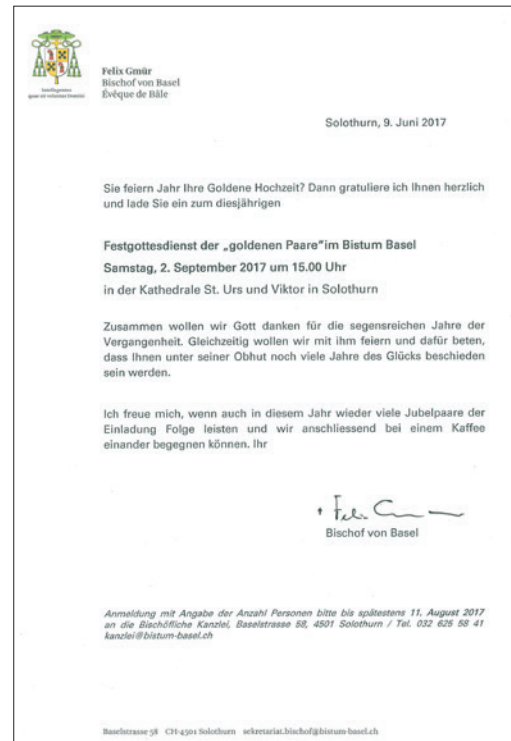 Felix Gmür
Bischof von Basel
Évêque de Bâle
Solothurn, 9. Juni 2017
Sie feiern Jahr Ihre Goldene Hochzeit? Dann gratuliere ich Ihnen herzlich
und lade Sie ein zum diesjährigen
Festgottesdienst der „goldenen Paare“im Bistum Basel
Samstag, 2. September 2017 um 15.00 Uhr
in der Kathedrale St. Urs und Viktor in Solothurn
Zusammen wollen wir Gott danken für die segensreichen Jahre der
Vergangenheit. Gleichzeitig wollen wir mit ihm feiern und dafür beten,
dass Ihnen unter seiner Obhut noch viele Jahre des Glücks beschieden
sein werden.
Ich freue mich, wenn auch in diesem Jahr wieder viele Jubelpaare der
Einladung Folge leisten und wir anschliessend bei einem Kaffee
einander begegnen können. Ihr
Bischof von Basel
Anmeldung mit Angabe der Anzahl Personen bitte bis spätestens 11. August 2017
an die Bischöfliche Kanzlei, Baselstrasse 58, 4501 Solothurn / Tel. 032 625 58 41
kanzlei@bistum-basel.ch
Baselstrasse 58 CH-4501 Solothurn sekretariat.bischof@bistum-basel.ch